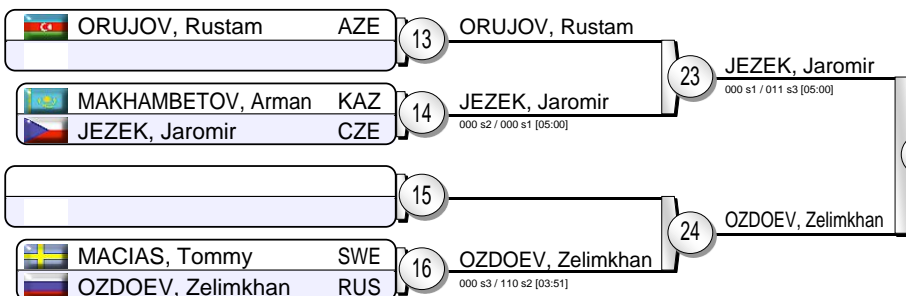 ORUJOV, Rustam AZE
13
ORUJOV, Rustam
23
JEZEK, Jaromir
000 s1 / 011 s3 [05:00]
MAKHAMBETOV, Arman KAZ
JEZEK, Jaromir CZE
14
JEZEK, Jaromir
000 s2 / 000 s1 [05:00]
15
24
OZDOEV, Zelimkhan
MACIAS, Tommy SWE
OZDOEV, Zelimkhan RUS
16
OZDOEV, Zelimkhan
000 s3 / 110 s2 [03:51]